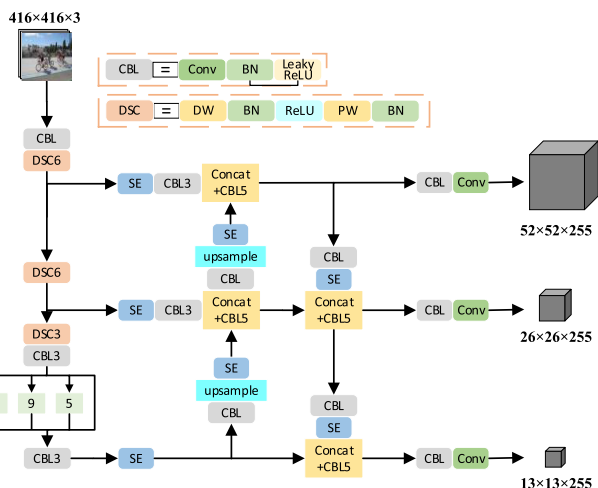 416×416×3
CBL = Conv BN Leaky ReLU
DSC = DW BN ReLU PW BN
CBL
DSC6
SE CBL3 Concat +CBL5 CBL Conv
52×52×255
SE
upsample
CBL
CBL
SE
DSC6
SE CBL3 Concat +CBL5 Concat +CBL5 CBL Conv
26×26×255
DSC3
CBL3
SE
upsample
CBL
CBL
SE
9 5
CBL3 SE Concat +CBL5 CBL Conv
13×13×255